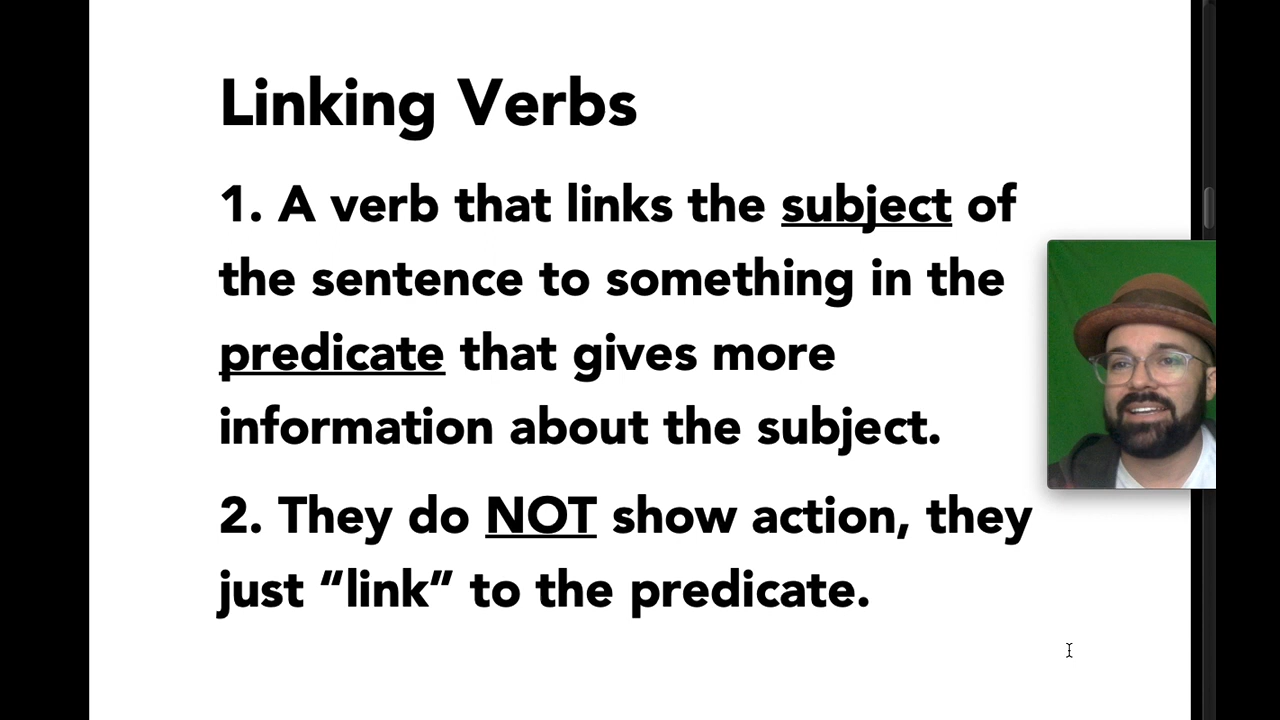 Linking Verbs
1. A verb that links the subject of
the sentence to something in the
predicate that gives more
information about the subject.
2. They do NOT show action, they
just “link” to the predicate.